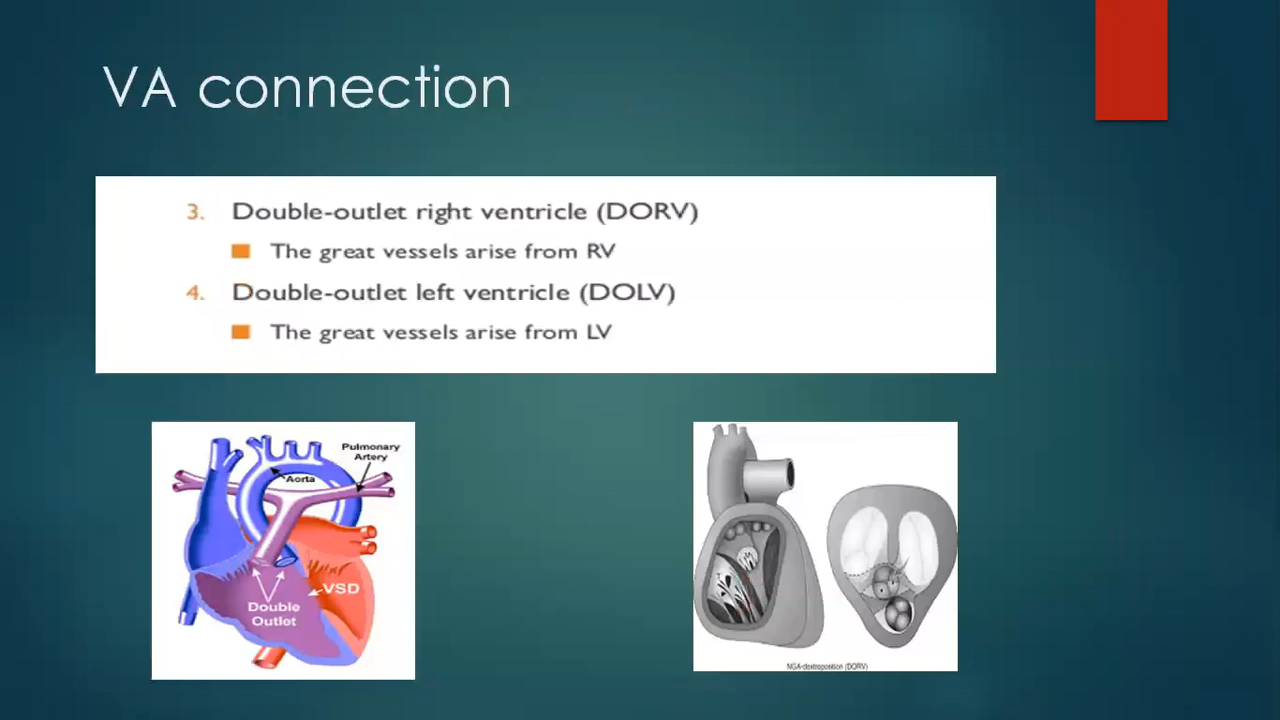 VA connection
3. Double-outlet right ventricle (DORV)
The great vessels arise from RV
4. Double-outlet left ventricle (DOLV)
The great vessels arise from LV
Pulmonary
Artery
Aorta
VSD
Double
Outlet
NGA-dextroposition (DORV)